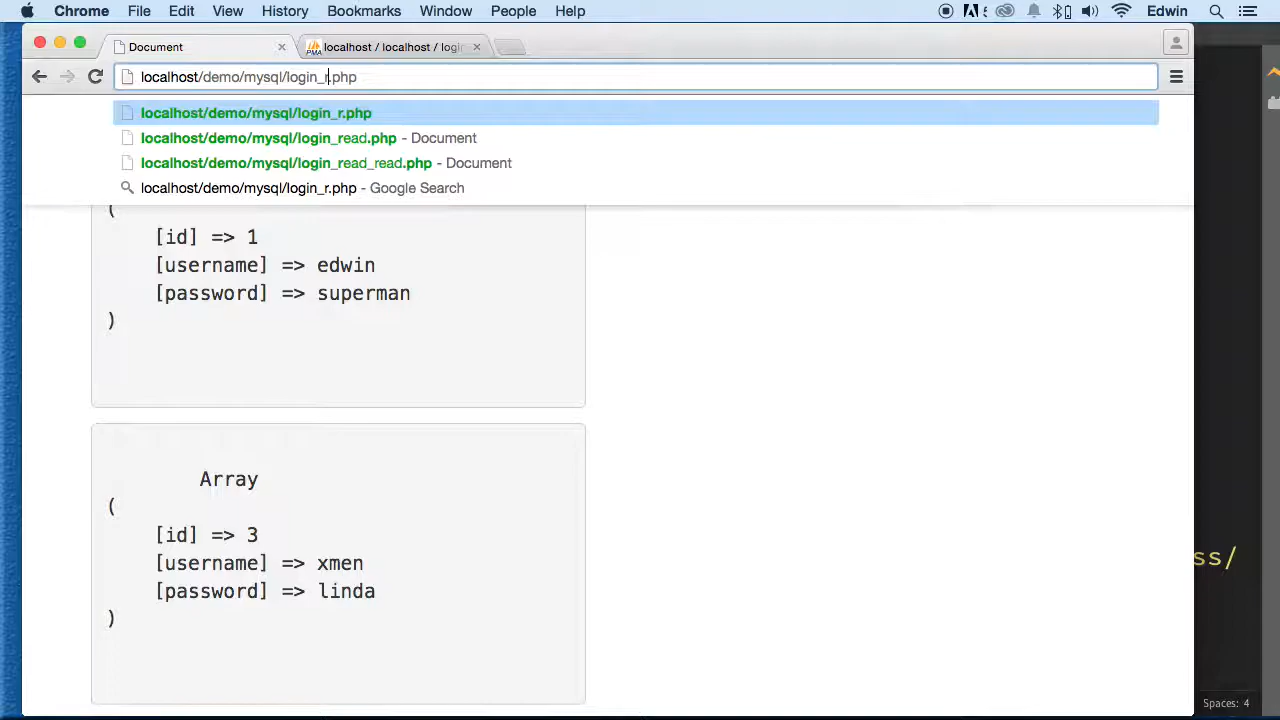 Chrome File Edit View History Bookmarks Window People Help Edwin
Document localhost / localhost / logi
localhost/demo/mysql/login_r.php
localhost/demo/mysql/login_r.php
localhost/demo/mysql/login_read.php - Document
localhost/demo/mysql/login_read_read.php - Document
localhost/demo/mysql/login_r.php - Google Search
(
[id] => 1
[username] => edwin
[password] => superman
)
Array
(
[id] => 3
[username] => xmen
[password] => linda
)
ss/
Spaces: 4